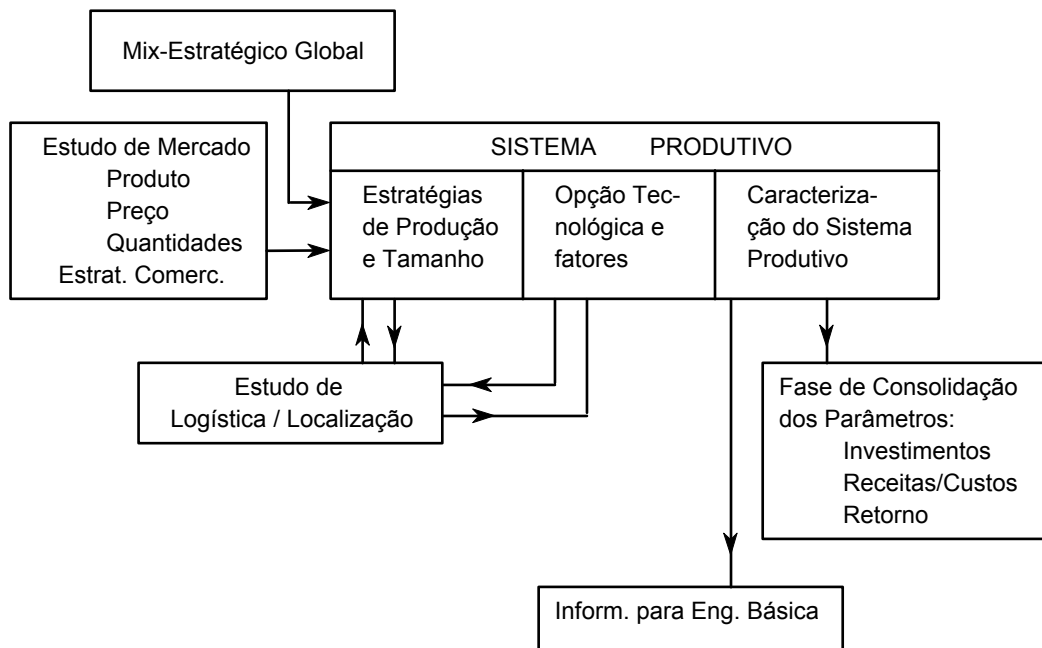 Mix-Estratégico Global
Estudo de Mercado
Produto
Preço
Quantidades
Estrat. Comerc.
SISTEMA PRODUTIVO
Estratégias
de Produção
e Tamanho
Opção Tec-
nológica e
fatores
Caracteriza-
ção do Sistema
Produtivo
Estudo de
Logística / Localização
Fase de Consolidação
dos Parâmetros:
Investimentos
Receitas/Custos
Retorno
Inform. para Eng. Básica